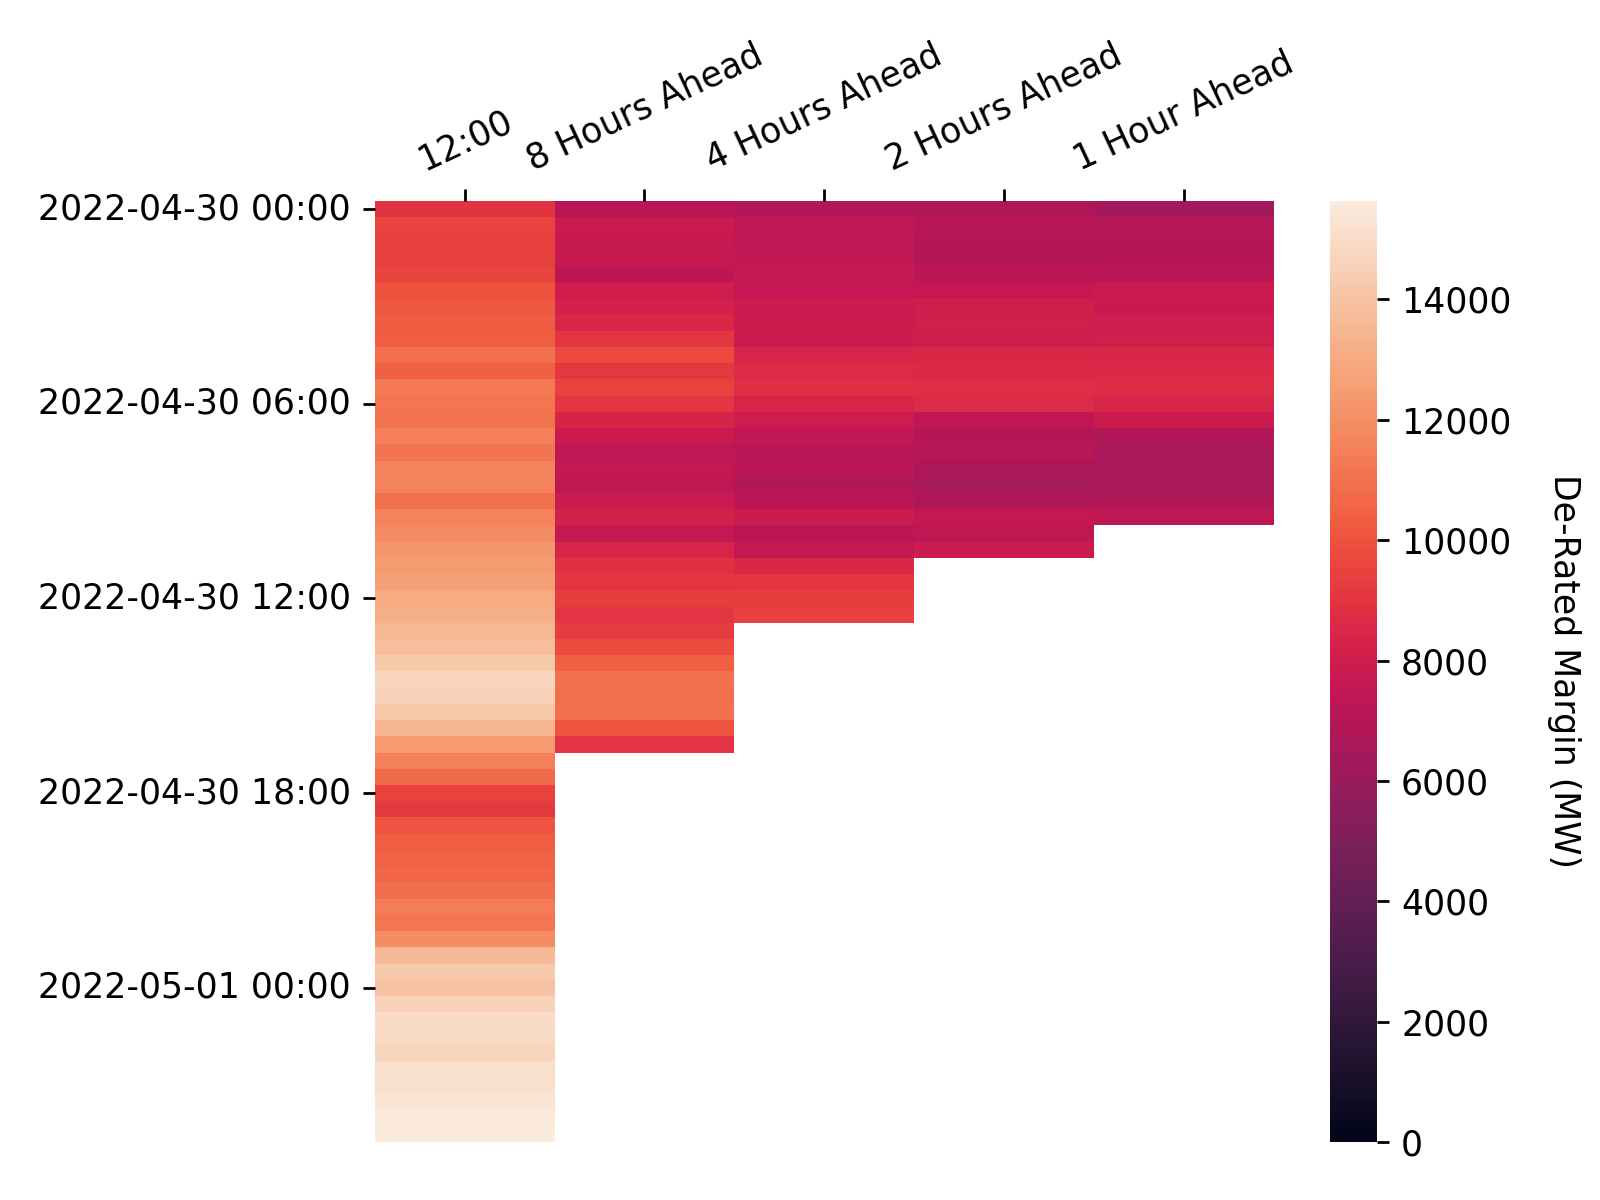 12:00
8 Hours Ahead
4 Hours Ahead
2 Hours Ahead
1 Hour Ahead
2022-04-30 00:00
2022-04-30 06:00
2022-04-30 12:00
2022-04-30 18:00
2022-05-01 00:00
14000
12000
10000
8000
6000
4000
2000
0
De-Rated Margin (MW)